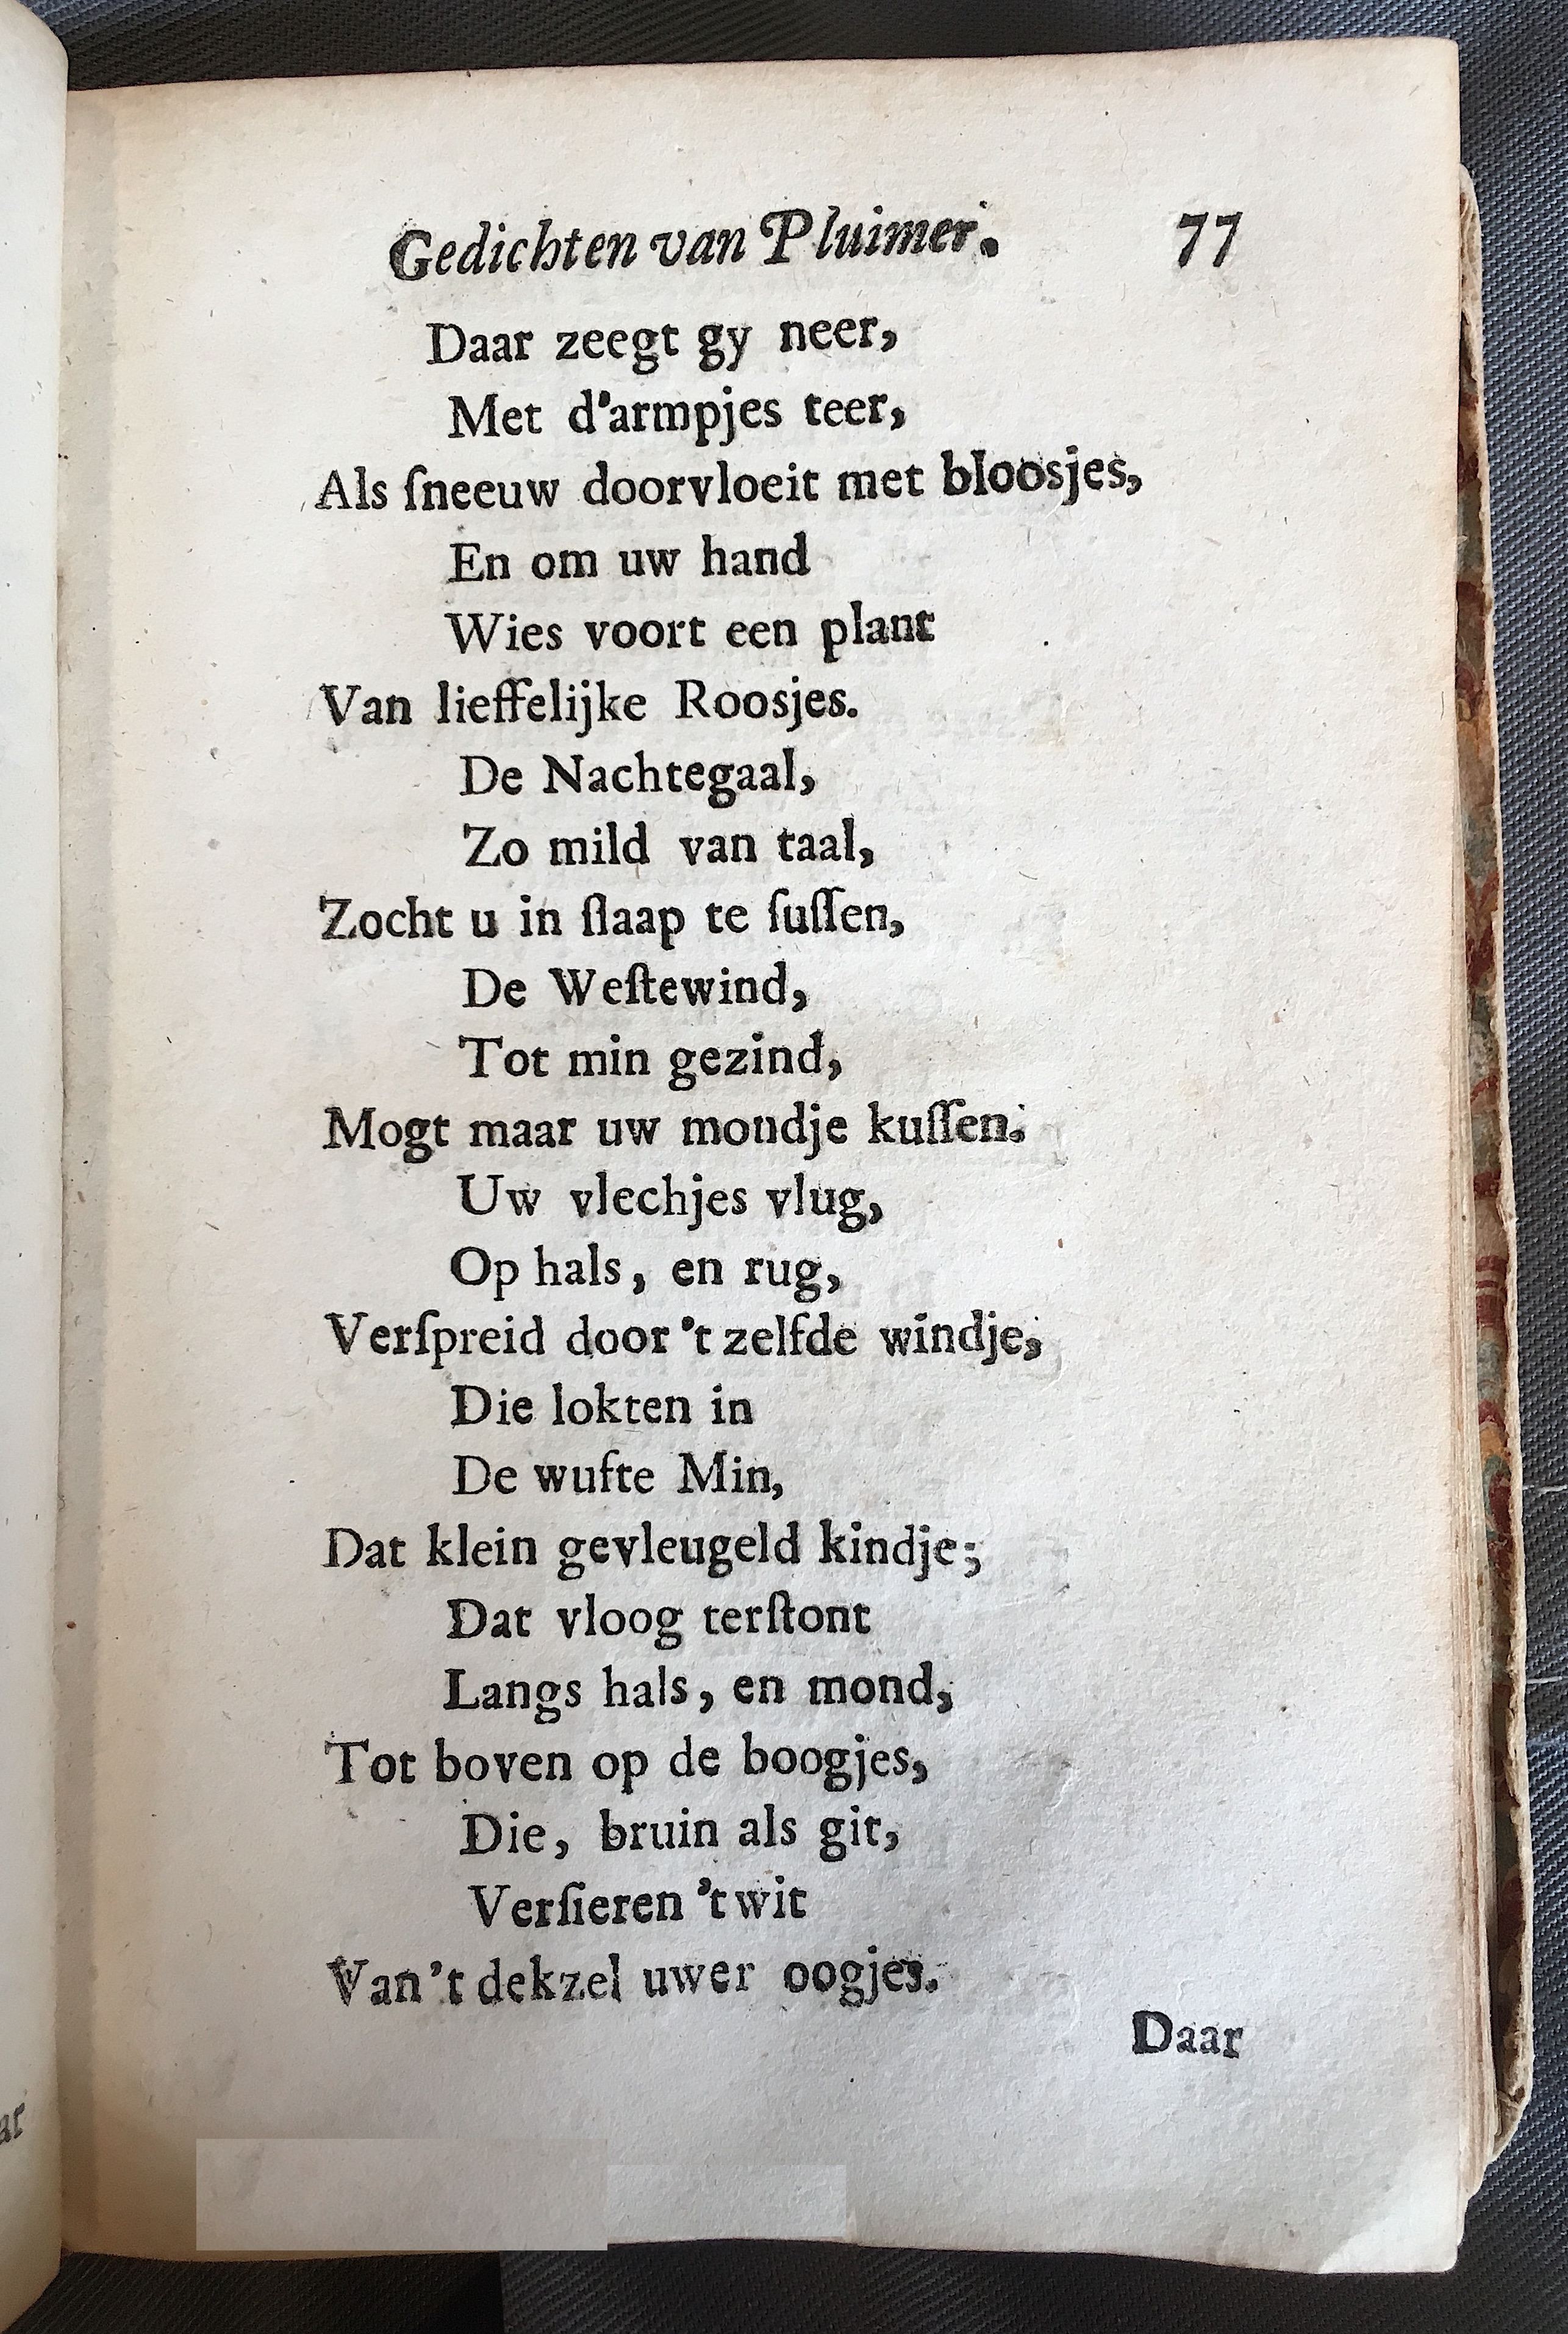 Gedichten van Pluimer. 77
Daar zeegt gy neer,
Met d'armpjes teer,
Als ſneeuw doorvloeit met bloosjes,
En om uw hand
Wies voort een plant
Van lieffelijke Roosjes.
De Nachtegaal,
Zo mild van taal,
Zocht u in ſlaap te ſuſſen,
De Weſtewind,
Tot min gezind,
Mogt maar uw mondje kuſſen.
Uw vlechjes vlug,
Op hals, en rug,
Verſpreid door 't zelfde windje,
Die lokten in
De wufte Min,
Dat klein gevleugeld kindje;
Dat vloog terſtont
Langs hals, en mond,
Tot boven op de boogjes,
Die, bruin als git,
Verſieren 't wit
Van 't dekzel uwer oogjes.
Daar